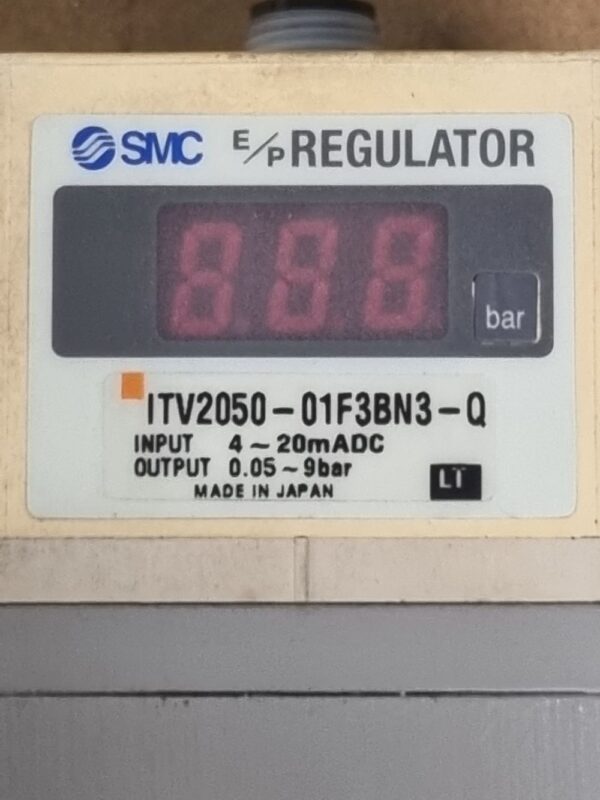 SMC E/P REGULATOR
888
bar
ITV2050-01F3BN3-Q
INPUT 4~20mADC
OUTPUT 0.05~9bar
LT
MADE IN JAPAN